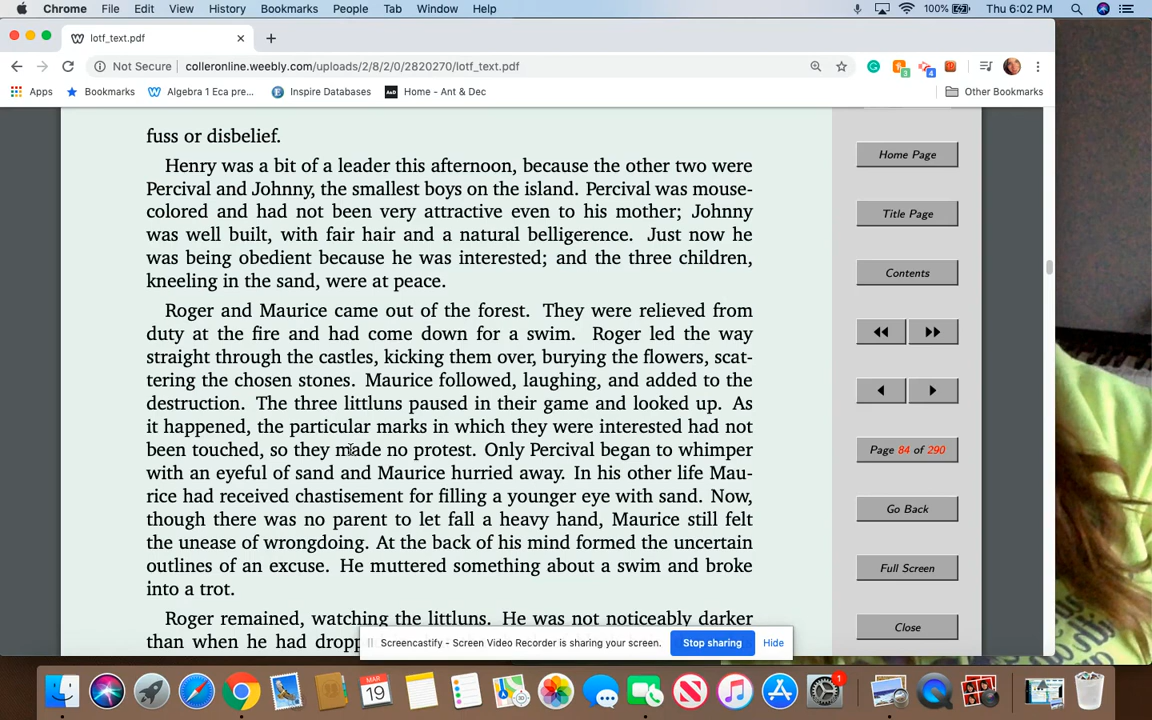 Chrome File Edit View History Bookmarks People Tab Window Help 100% Thu 6:02 PM
lotf_text.pdf
Not Secure colleronline.weebly.com/uploads/2/8/2/0/2820270/lotf_text.pdf
Apps Bookmarks Algebra 1 Eca pre... Inspire Databases Home - Ant & Dec Other Bookmarks
fuss or disbelief.
Henry was a bit of a leader this afternoon, because the other two were
Percival and Johnny, the smallest boys on the island. Percival was mouse-
colored and had not been very attractive even to his mother; Johnny
was well built, with fair hair and a natural belligerence. Just now he
was being obedient because he was interested; and the three children,
kneeling in the sand, were at peace.
Roger and Maurice came out of the forest. They were relieved from
duty at the fire and had come down for a swim. Roger led the way
straight through the castles, kicking them over, burying the flowers, scat-
tering the chosen stones. Maurice followed, laughing, and added to the
destruction. The three littluns paused in their game and looked up. As
it happened, the particular marks in which they were interested had not
been touched, so they made no protest. Only Percival began to whimper
with an eyeful of sand and Maurice hurried away. In his other life Mau-
rice had received chastisement for filling a younger eye with sand. Now,
though there was no parent to let fall a heavy hand, Maurice still felt
the unease of wrongdoing. At the back of his mind formed the uncertain
outlines of an excuse. He muttered something about a swim and broke
into a trot.
Roger remained, watching the littluns. He was not noticeably darker
than when he had dropp
Home Page
Title Page
Contents
Page 84 of 290
Go Back
Full Screen
Close
Screencastify - Screen Video Recorder is sharing your screen. Stop sharing Hide
MAR
19
1
3
4